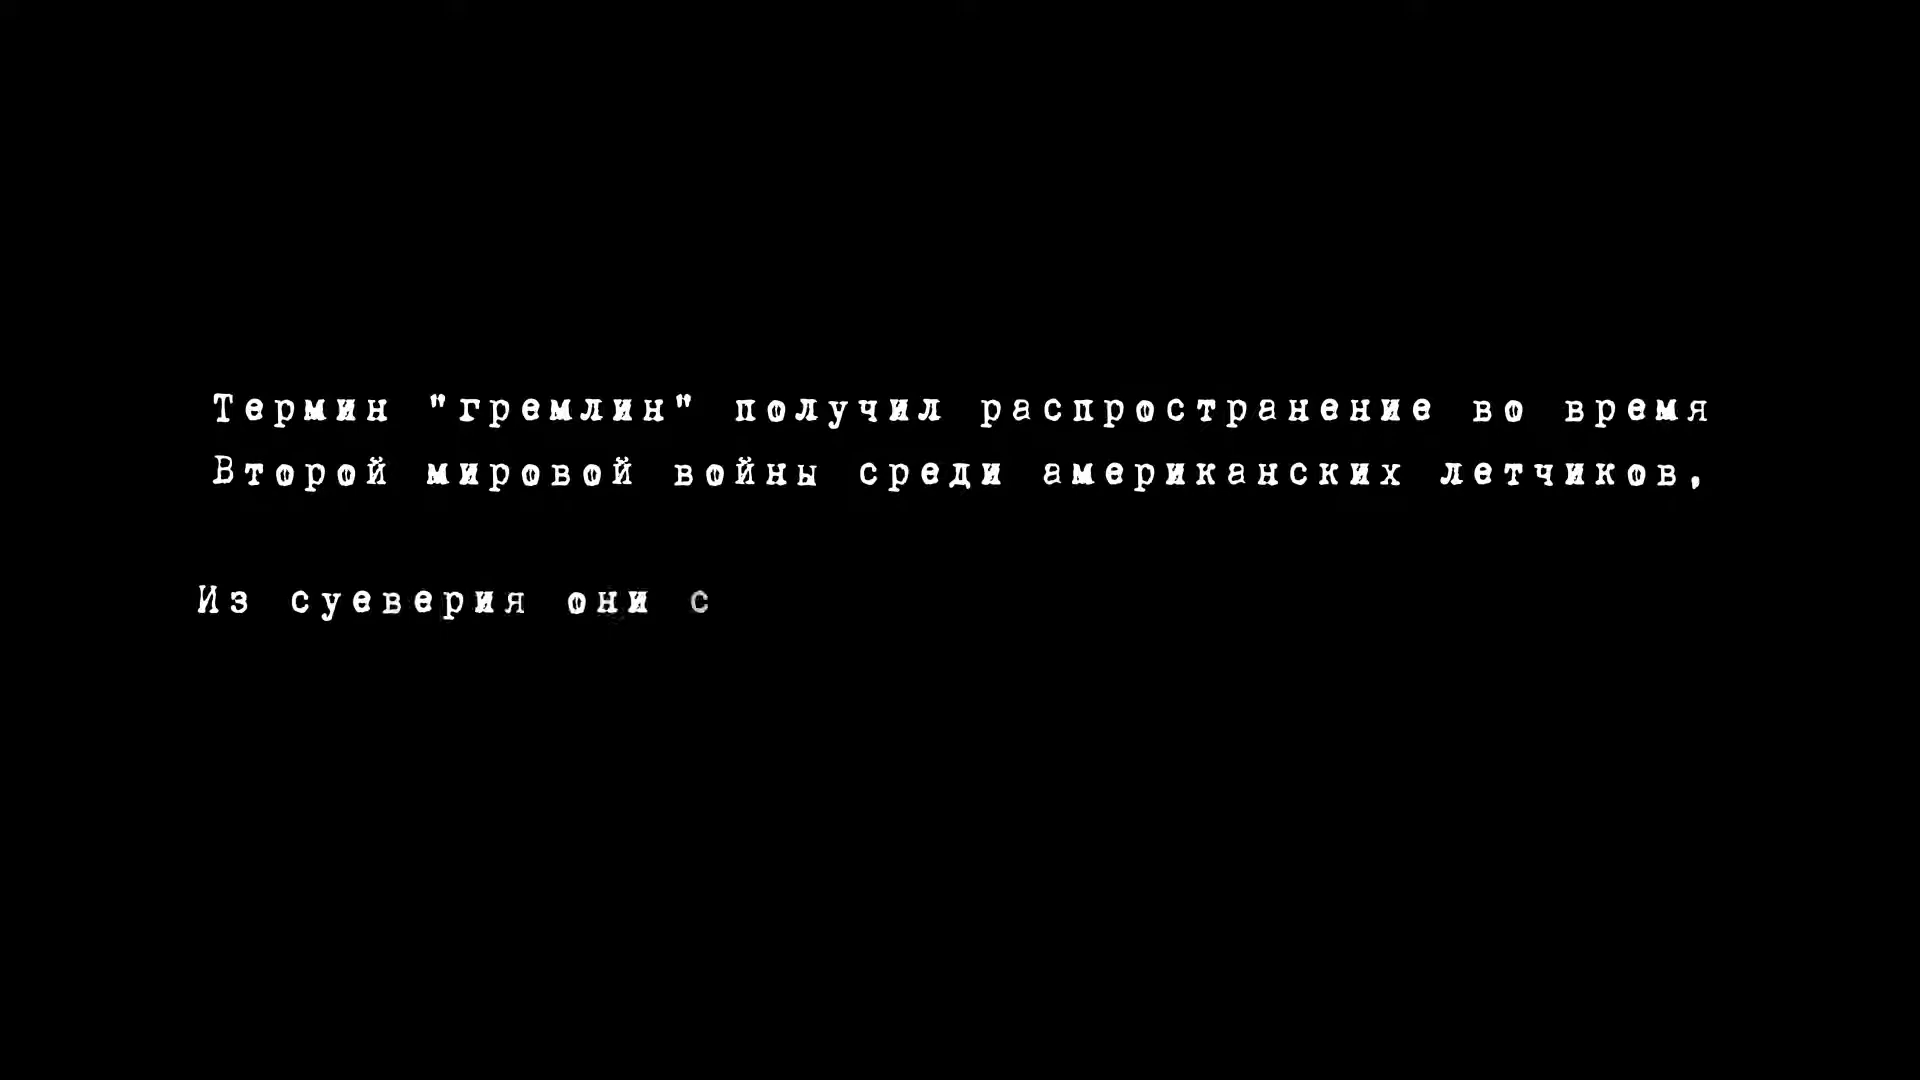 Термин "гремлин" получил распространение во время
Второй мировой войны среди американских летчиков,
Из суеверия они с